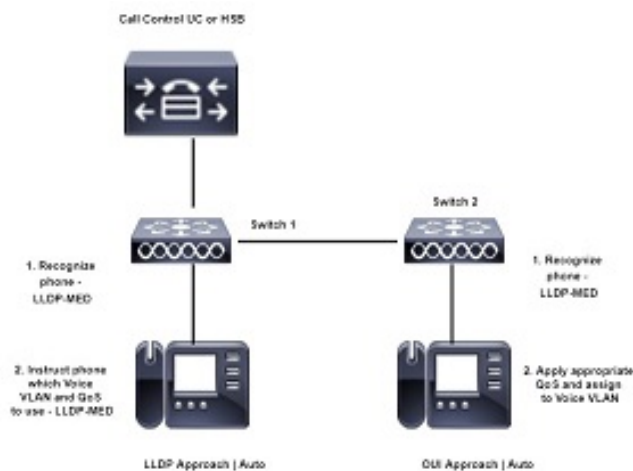 Call Control UC or HSB
Switch 1
Switch 2
1. Recognize
phone -
LLDP-MED
1. Recognize
phone -
LLDP-MED
2. Instruct phone
which Voice
VLAN and QoS
to use - LLDP-MED
2. Apply appropriate
QoS and assign
to Voice VLAN
LLDP Approach | Auto
OUI Approach | Auto